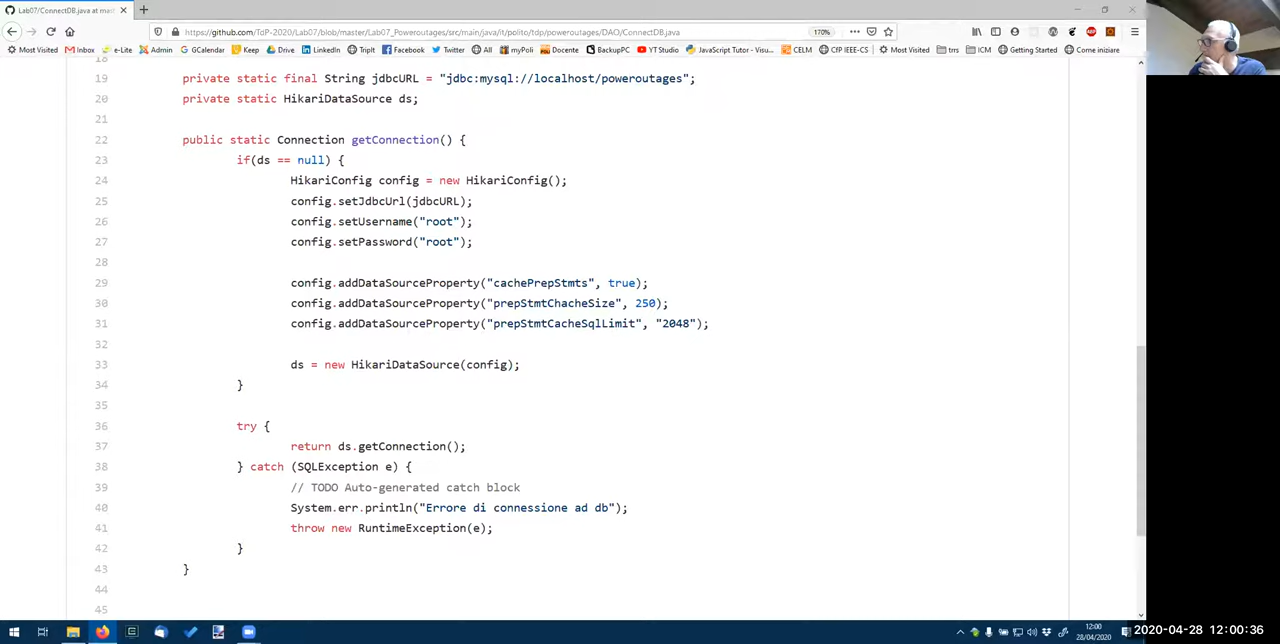 Lab07/ConnectDB.java at mast
https://github.com/TdP-2020/Lab07/blob/master/Lab07_Poweroutages/src/main/java/it/polito/tdp/poweroutages/DAO/ConnectDB.java
170%
Most Visited Inbox e-Lite Admin GCalendar Keep Drive LinkedIn TripIt Facebook Twitter All myPoli Docente BackupPC YT Studio JavaScript Tutor - Visu... CELM CfP IEEE-CS Most Visited trrs ICM Getting Started Come iniziare
18
19 private static final String jdbcURL = "jdbc:mysql://localhost/poweroutages";
20 private static HikariDataSource ds;
21
22 public static Connection getConnection() {
23 if(ds == null) {
24 HikariConfig config = new HikariConfig();
25 config.setJdbcUrl(jdbcURL);
26 config.setUsername("root");
27 config.setPassword("root");
28
29 config.addDataSourceProperty("cachePrepStmts", true);
30 config.addDataSourceProperty("prepStmtChacheSize", 250);
31 config.addDataSourceProperty("prepStmtCacheSqlLimit", "2048");
32
33 ds = new HikariDataSource(config);
34 }
35
36 try {
37 return ds.getConnection();
38 } catch (SQLException e) {
39 // TODO Auto-generated catch block
40 System.err.println("Errore di connessione ad db");
41 throw new RuntimeException(e);
42 }
43 }
44
45
12:00
28/04/2020
2020-04-28 12:00:36